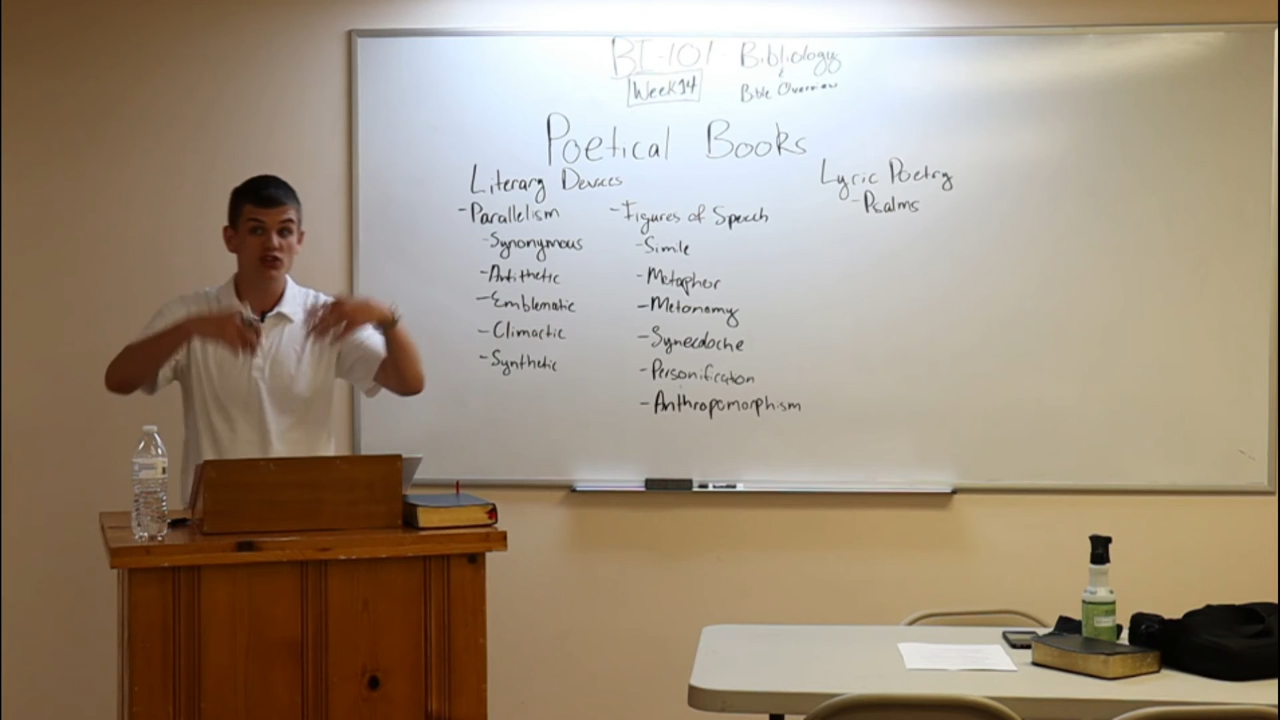 BI-101 Bibliology
Week 14 & Bible Overview
Poetical Books
Literary Devices
-Parallelism
-Synonymous
-Antithetic
-Emblematic
-Climactic
-Synthetic
-Figures of Speech
-Simile
-Metaphor
-Metonomy
-Synecdoche
-Personification
-Anthropomorphism
Lyric Poetry
-Psalms